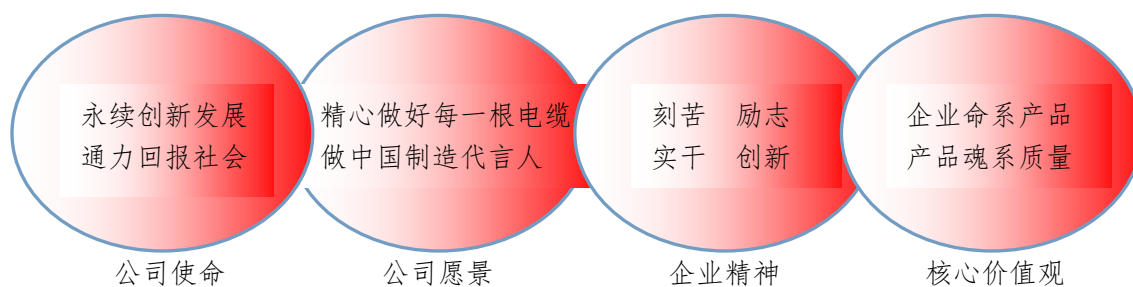 永续创新发展
通力回报社会
精心做好每一根电缆
做中国制造代言人
刻苦 励志
实干 创新
企业命系产品
产品魂系质量
公司使命
公司愿景
企业精神
核心价值观